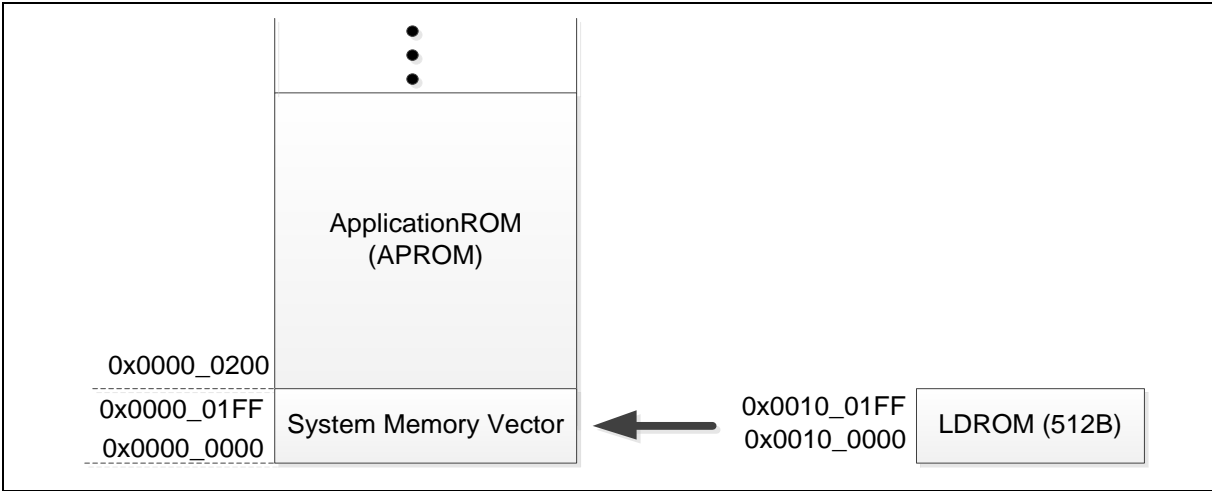 ApplicationROM
(APROM)
0x0000_0200
0x0000_01FF
0x0000_0000
System Memory Vector
0x0010_01FF
0x0010_0000
LDROM (512B)